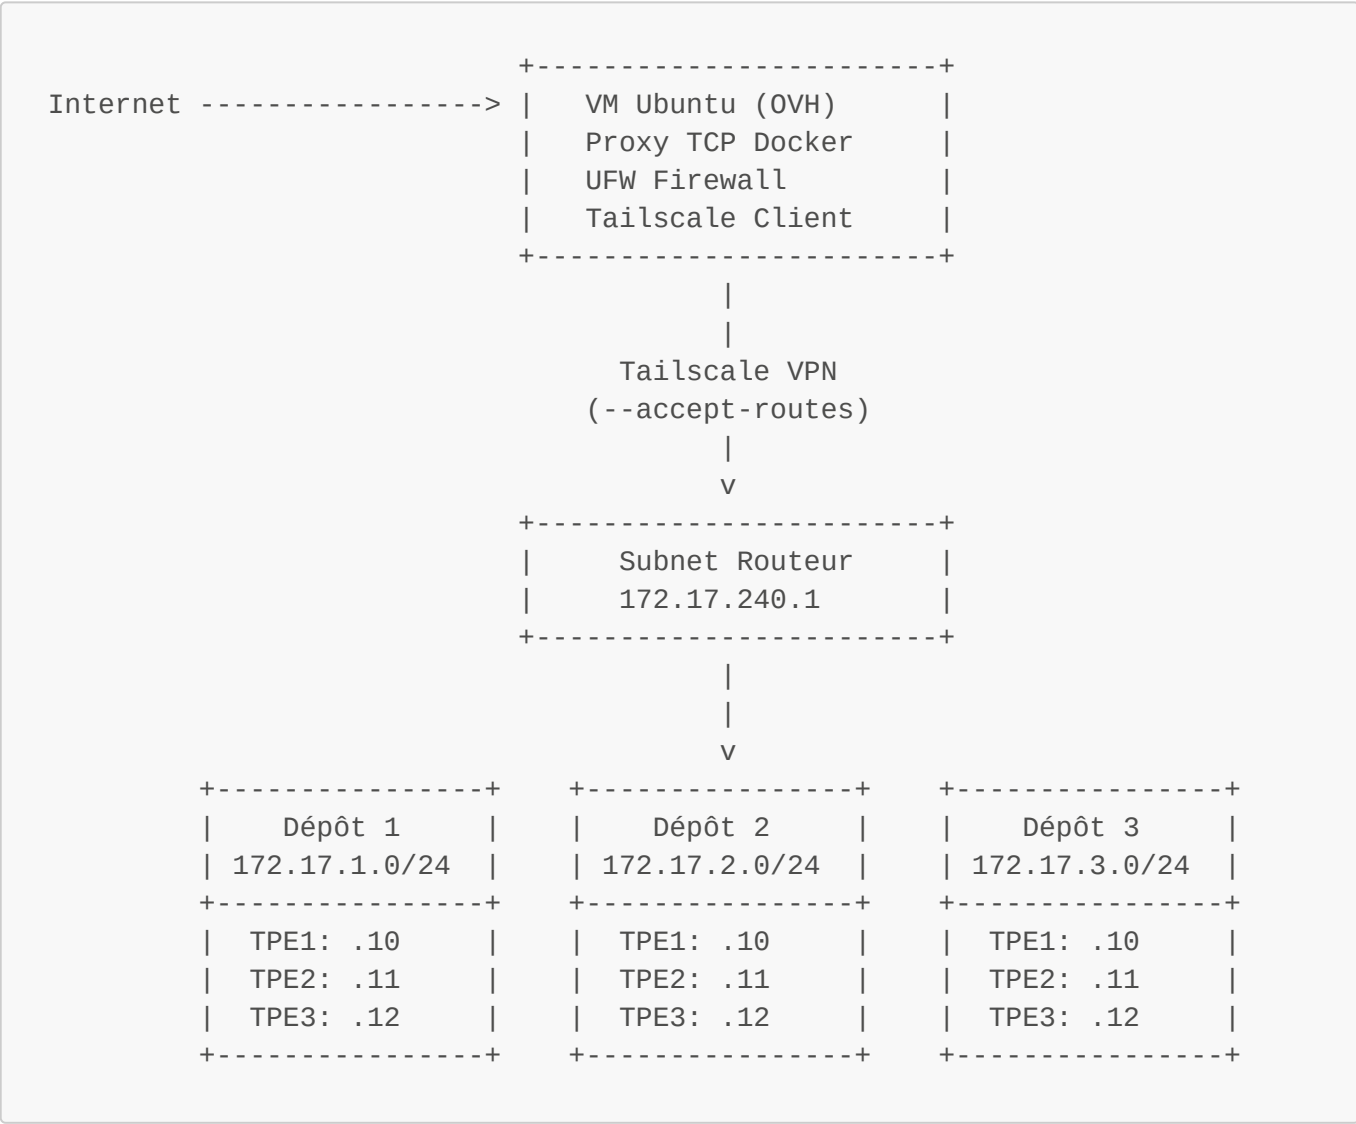 +------------------------+
Internet -----------------> |   VM Ubuntu (OVH)      |
|   Proxy TCP Docker     |
|   UFW Firewall         |
|   Tailscale Client     |
+------------------------+
|
|
Tailscale VPN
(--accept-routes)
|
v
+------------------------+
|     Subnet Routeur     |
|     172.17.240.1       |
+------------------------+
|
|
v
+----------------+    +----------------+    +----------------+
|    Dépôt 1     |    |    Dépôt 2     |    |    Dépôt 3     |
| 172.17.1.0/24  |    | 172.17.2.0/24  |    | 172.17.3.0/24  |
+----------------+    +----------------+    +----------------+
|  TPE1: .10     |    |  TPE1: .10     |    |  TPE1: .10     |
|  TPE2: .11     |    |  TPE2: .11     |    |  TPE2: .11     |
|  TPE3: .12     |    |  TPE3: .12     |    |  TPE3: .12     |
+----------------+    +----------------+    +----------------+